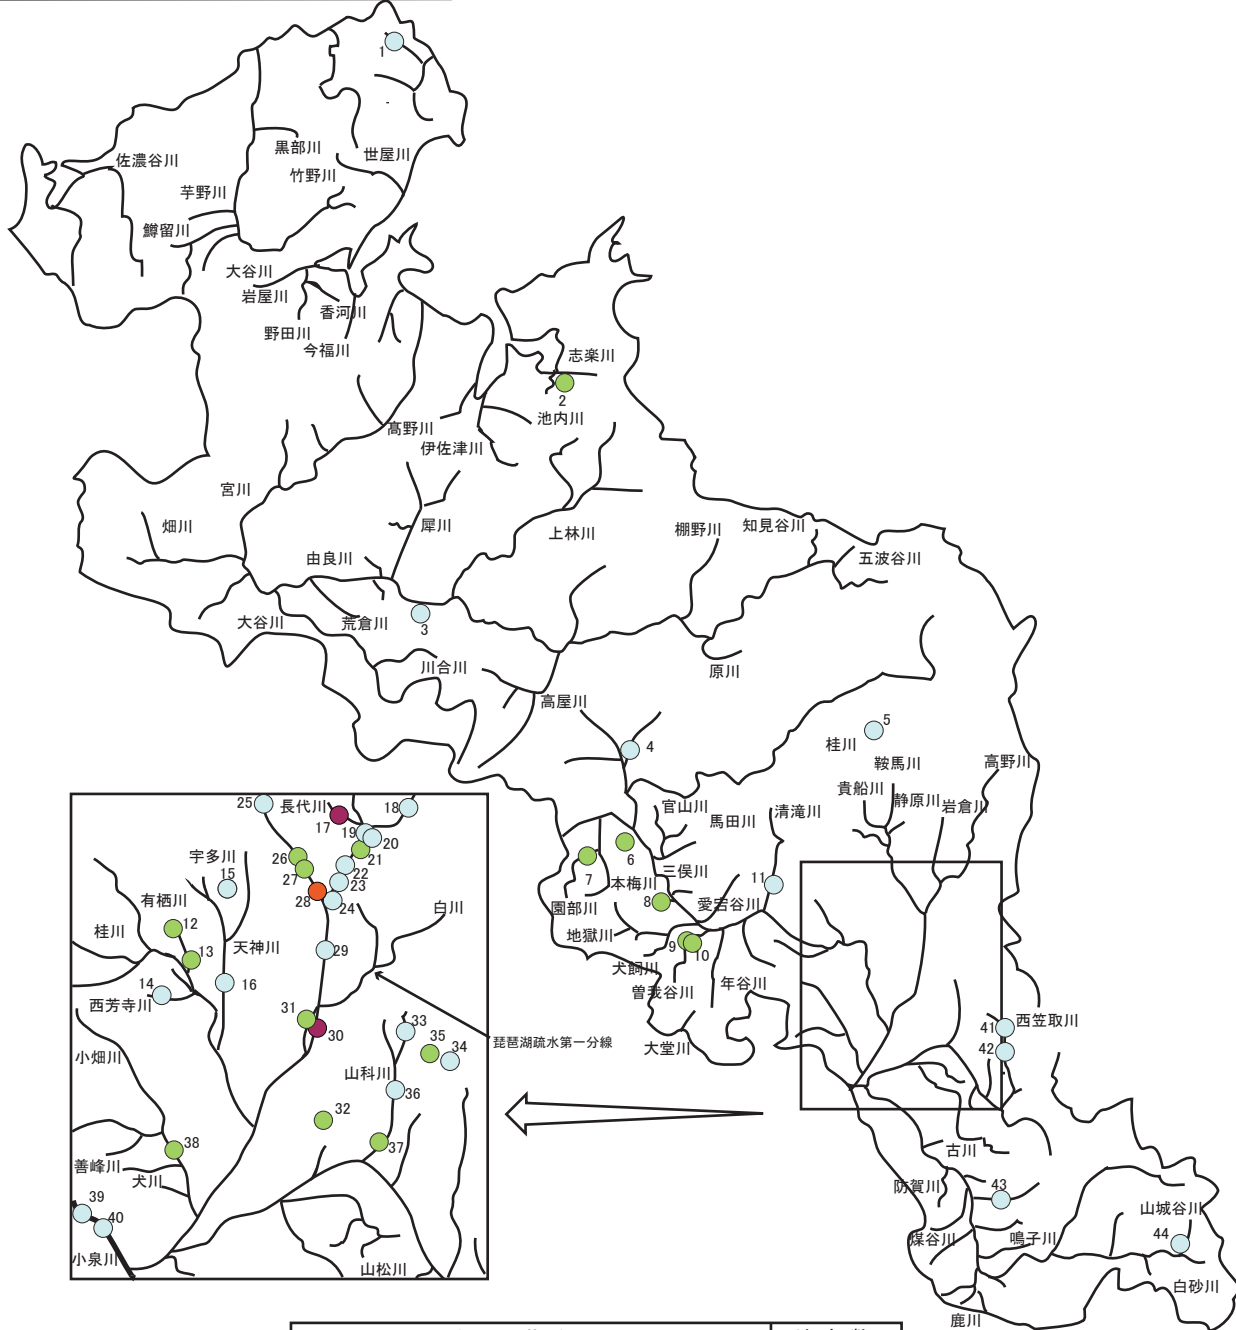 1
黒部川
世屋川
佐濃谷川
竹野川
芋野川
鱒留川
大谷川
岩屋川
香河川
野田川
今福川
志楽川
2
池内川
髙野川
伊佐津川
宮川
畑川
犀川
上林川
棚野川
知見谷川
五波谷川
由良川
大谷川
荒倉川
3
川合川
原川
高屋川
4
5
桂川
鞍馬川
高野川
貴船川
静原川
岩倉川
官山川
馬田川
清滝川
6
7
三俣川
本梅川
8
園部川
愛宕谷川
11
地獄川
9
10
犬飼川
曽我谷川
年谷川
大堂川
25
長代川
17
18
19
20
21
宇多川
15
26
22
27
23
有栖川
28
24
12
白川
桂川
13
天神川
29
14
16
西芳寺川
31
30
33
35
34
琵琶湖疏水第一分線
小畑川
山科川
36
32
37
38
善峰川
犬川
39
40
小泉川
山松川
41
西笠取川
42
古川
防賀川
43
煤谷川
鳴子川
山城谷川
44
白砂川
鹿川